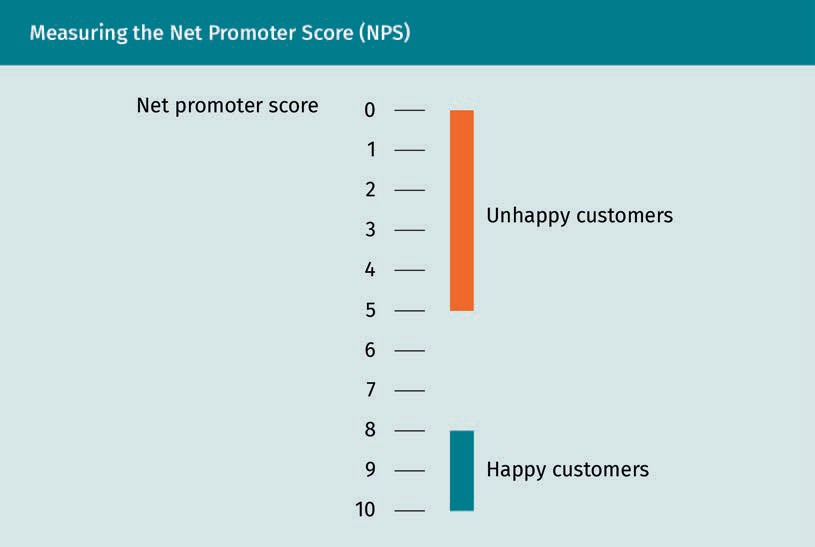 Measuring the Net Promoter Score (NPS)
Net promoter score
0
1
2
Unhappy customers
3
4
5
6
7
8
9
Happy customers
10